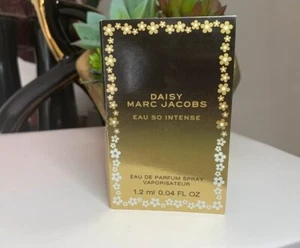 DAISY
MARC JACOBS
EAU SO INTENSE
EAU DE PARFUM SPRAY
VAPORISATEUR
1.2 ml 0.04 FL OZ